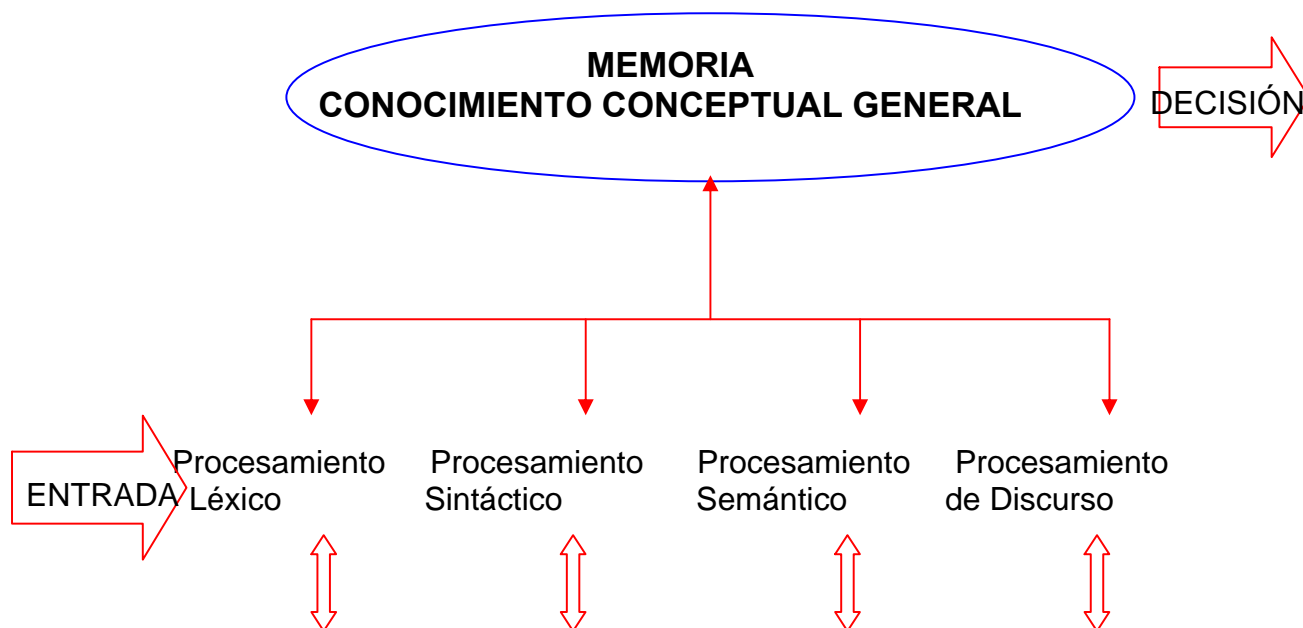 MEMORIA
CONOCIMIENTO CONCEPTUAL GENERAL
DECISIÓN
ENTRADA
Procesamiento
Léxico
Procesamiento
Sintáctico
Procesamiento
Semántico
Procesamiento
de Discurso